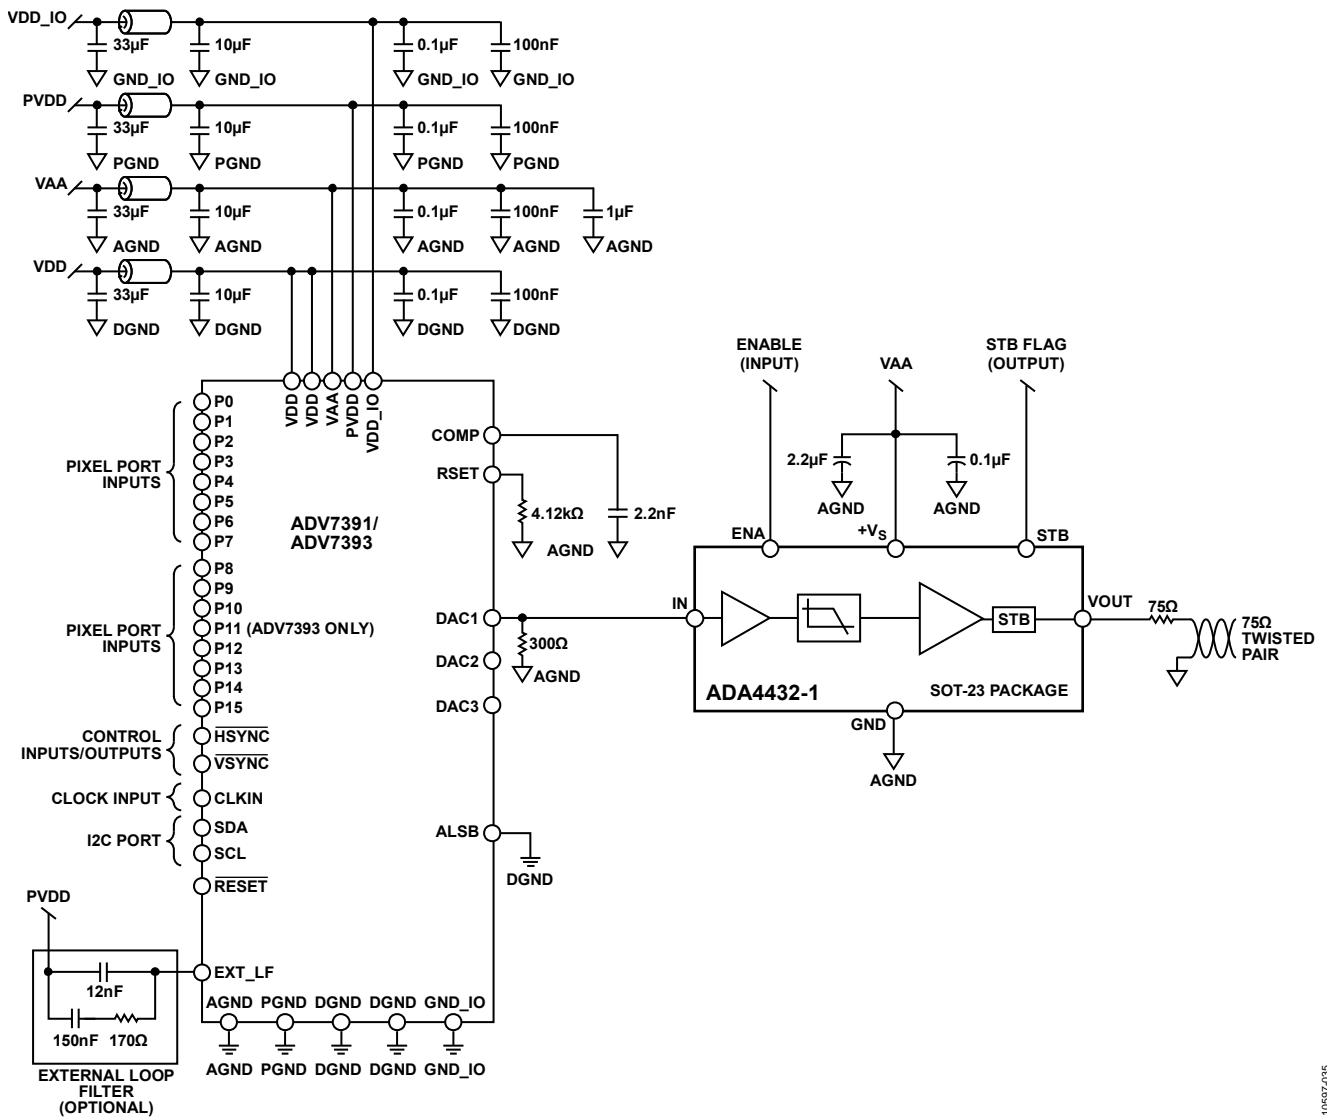 VDD_IO
33µF
10µF
0.1µF
100nF
GND_IO
GND_IO
GND_IO
GND_IO
PVDD
33µF
10µF
0.1µF
100nF
PGND
PGND
PGND
PGND
VAA
33µF
10µF
0.1µF
100nF
1µF
AGND
AGND
AGND
AGND
AGND
VDD
33µF
10µF
0.1µF
100nF
DGND
DGND
DGND
DGND
VDD
VDD
VAA
PVDD
VDD_IO
PIXEL PORT
INPUTS
P0
P1
P2
P3
P4
P5
P6
P7
ADV7391/
ADV7393
PIXEL PORT
INPUTS
P8
P9
P10
P11 (ADV7393 ONLY)
P12
P13
P14
P15
CONTROL
INPUTS/OUTPUTS
HSYNC
VSYNC
CLOCK INPUT
CLKIN
I2C PORT
SDA
SCL
RESET
PVDD
EXT_LF
12nF
150nF
170Ω
EXTERNAL LOOP
FILTER
(OPTIONAL)
AGND
PGND
DGND
DGND
GND_IO
AGND
PGND
DGND
DGND
GND_IO
COMP
RSET
4.12kΩ
AGND
2.2nF
DAC1
300Ω
AGND
DAC2
DAC3
ALSB
DGND
ENABLE
(INPUT)
VAA
STB FLAG
(OUTPUT)
2.2µF
0.1µF
AGND
AGND
ENA
+VS
STB
IN
STB
VOUT
ADA4432-1
SOT-23 PACKAGE
GND
AGND
75Ω
75Ω
TWISTED
PAIR
10597-035